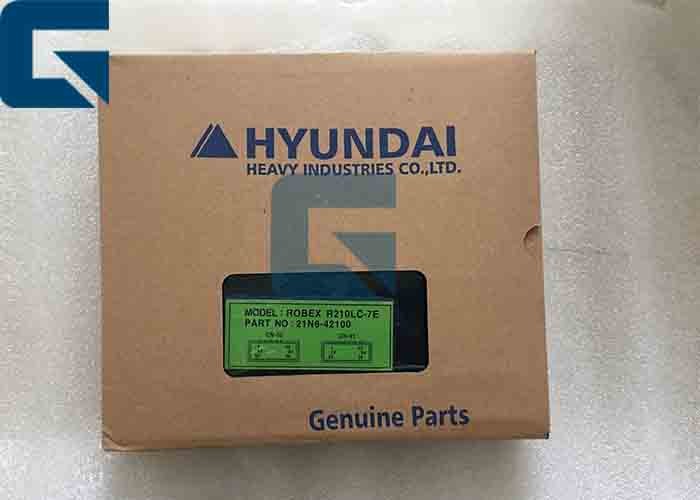 HYUNDAI
HEAVY INDUSTRIES CO.,LTD.
MODEL : ROBEX R210LC-7E
PART NO : 21N6-42100
Genuine Parts